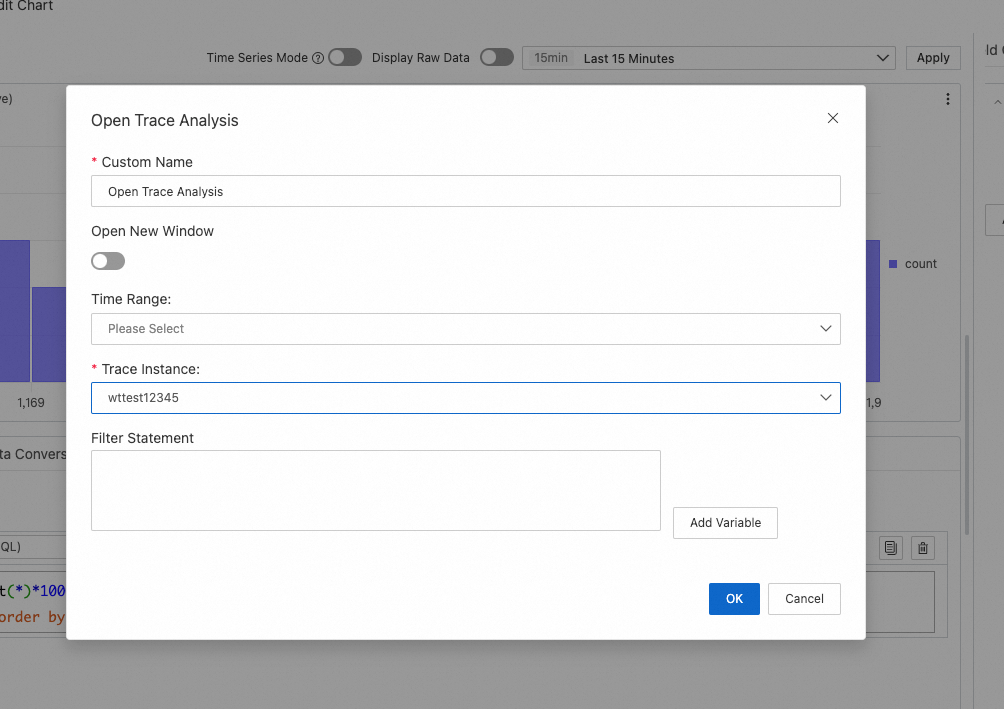 dit Chart
Time Series Mode
Display Raw Data
15min Last 15 Minutes
Apply
ld
ve)
Open Trace Analysis
* Custom Name
Open Trace Analysis
Open New Window
count
Time Range:
Please Select
* Trace Instance:
wttest12345
1,169
1,9
Filter Statement
ta Convers
Add Variable
QL)
t(*)*100
order by
OK
Cancel